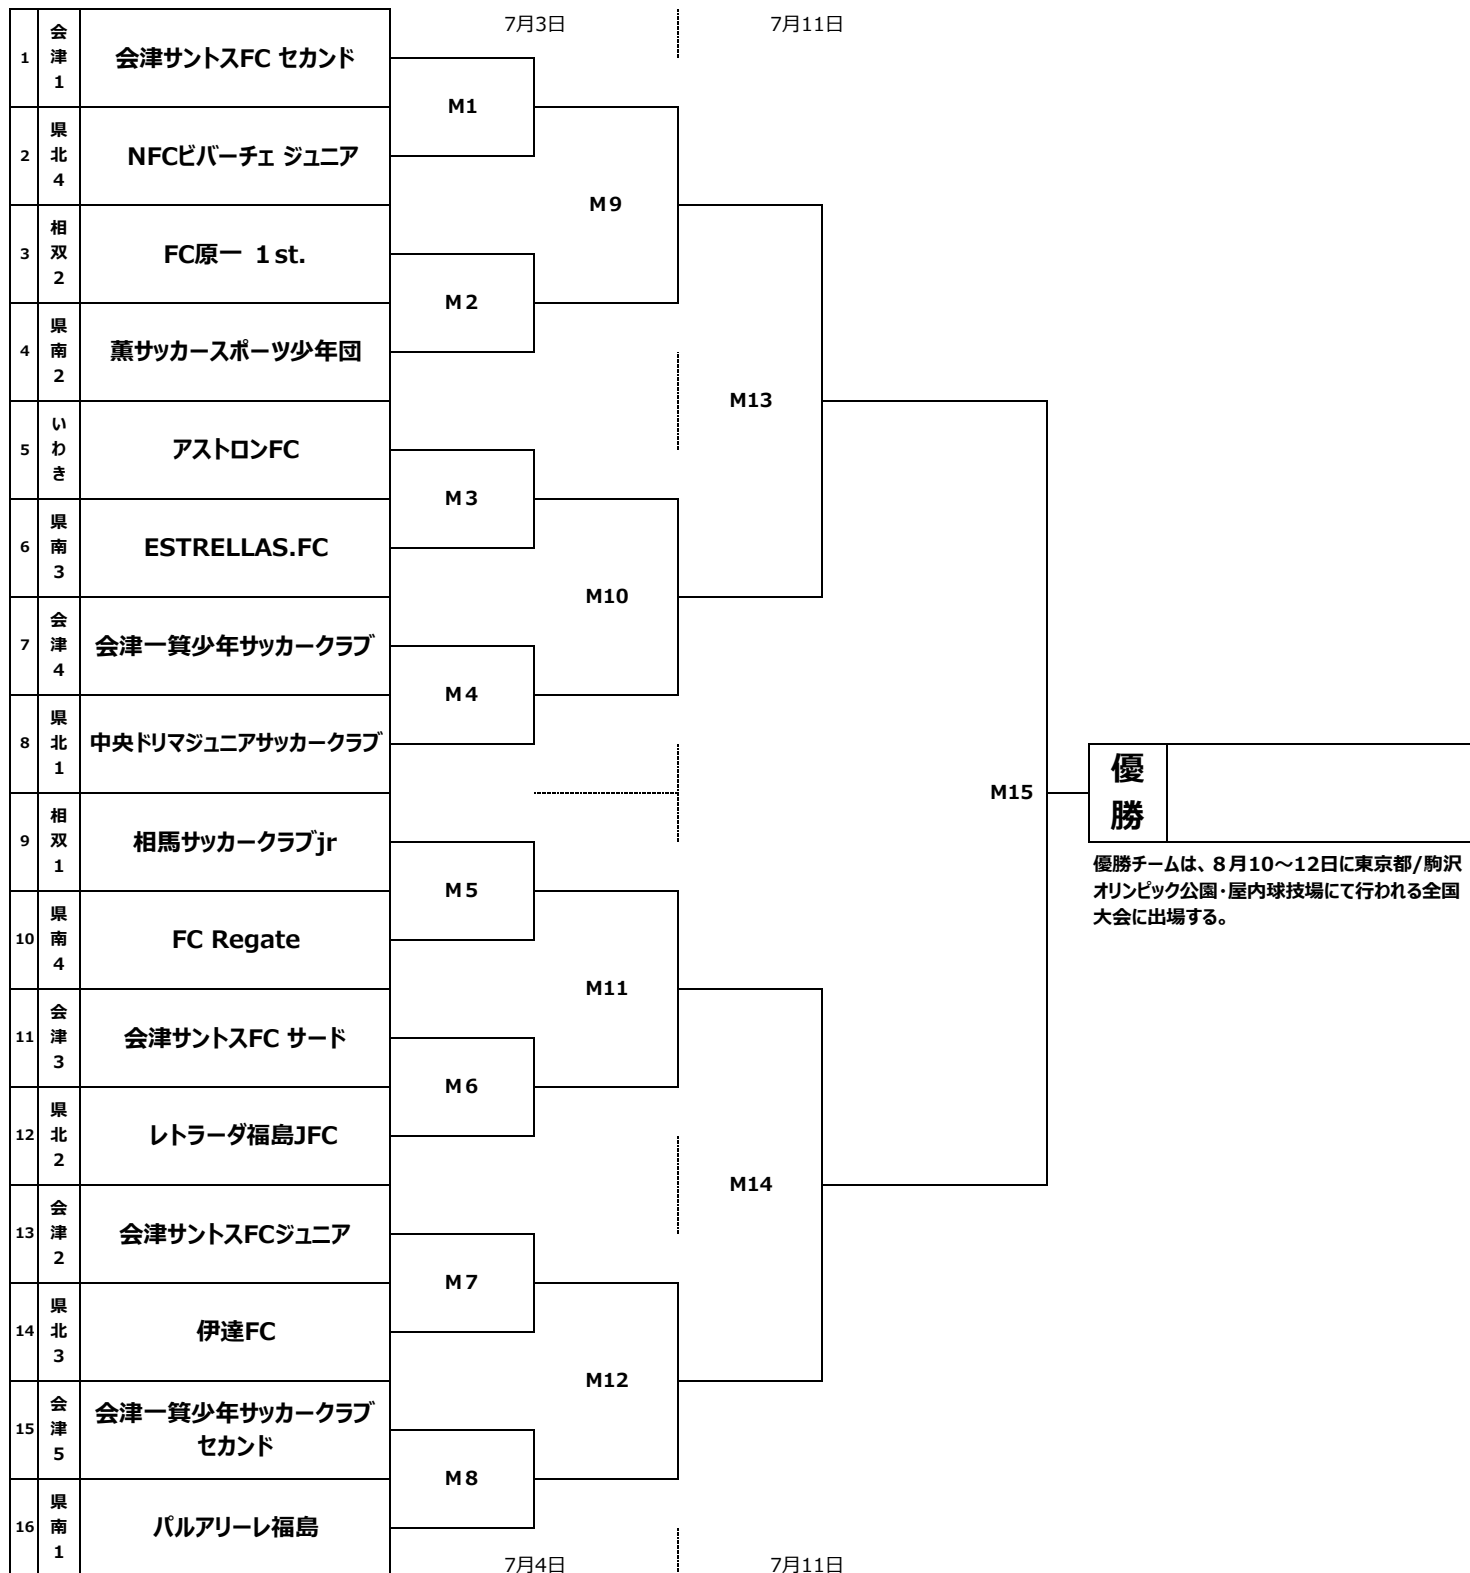 7月3日
7月11日
1
会津1
会津サントスFC セカンド
M1
2
県北4
NFCビバーチェ ジュニア
M9
3
相双2
FC原一 １st.
M2
4
県南2
薫サッカースポーツ少年団
M13
5
いわき
アストロンFC
M3
6
県南3
ESTRELLAS.FC
M10
7
会津4
会津一箕少年サッカークラブ
M4
8
県北1
中央ドリマジュニアサッカークラブ
M15
優勝
優勝チームは、８月10～12日に東京都/駒沢
オリンピック公園・屋内球技場にて行われる全国
大会に出場する。
9
相双1
相馬サッカークラブjr
M5
10
県南4
FC Regate
M11
11
会津3
会津サントスFC サード
M6
12
県北2
レトラーダ福島JFC
M14
13
会津2
会津サントスFCジュニア
M7
14
県北3
伊達FC
M12
15
会津5
会津一箕少年サッカークラブ
セカンド
M8
16
県南1
パルアリーレ福島
7月4日
7月11日